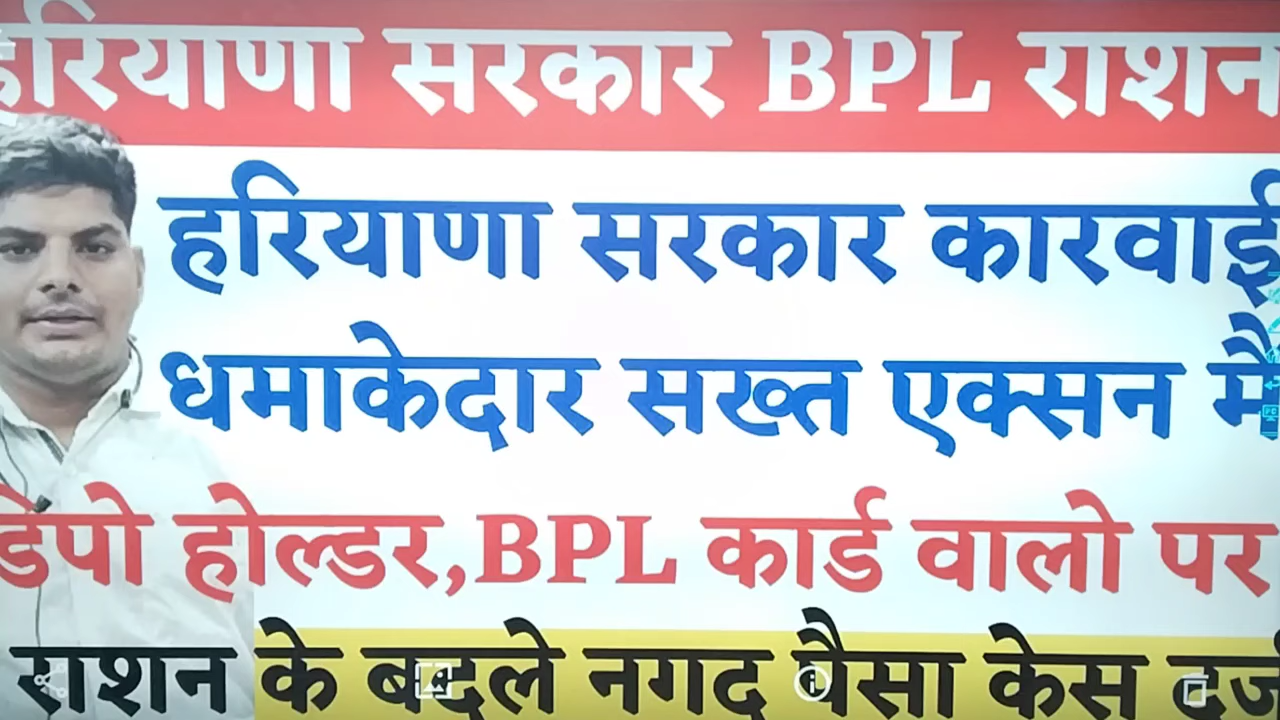 हरियाणा सरकार BPL राशन
हरियाणा सरकार कारवाई
धमाकेदार सख्त एक्सन मै
डिपो होल्डर,BPL कार्ड वालो पर
राशन के बदले नगद पैसा केस दर्ज